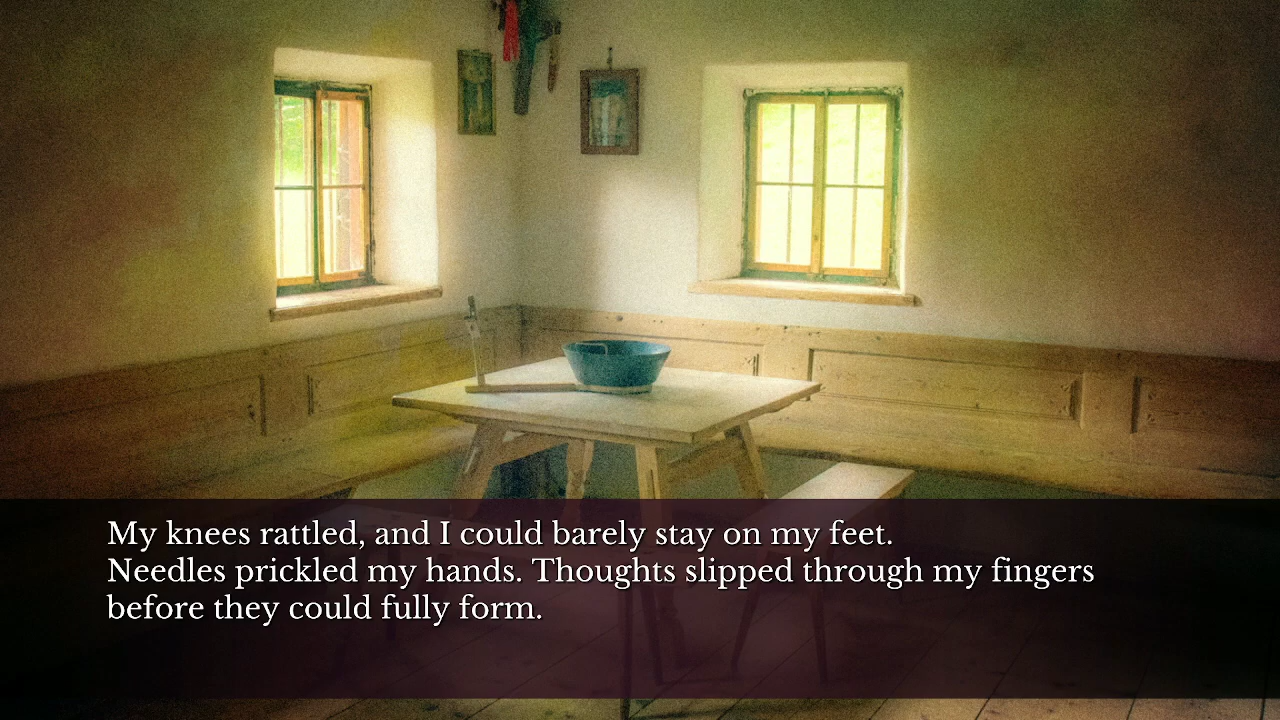 My knees rattled, and I could barely stay on my feet.
Needles prickled my hands. Thoughts slipped through my fingers
before they could fully form.